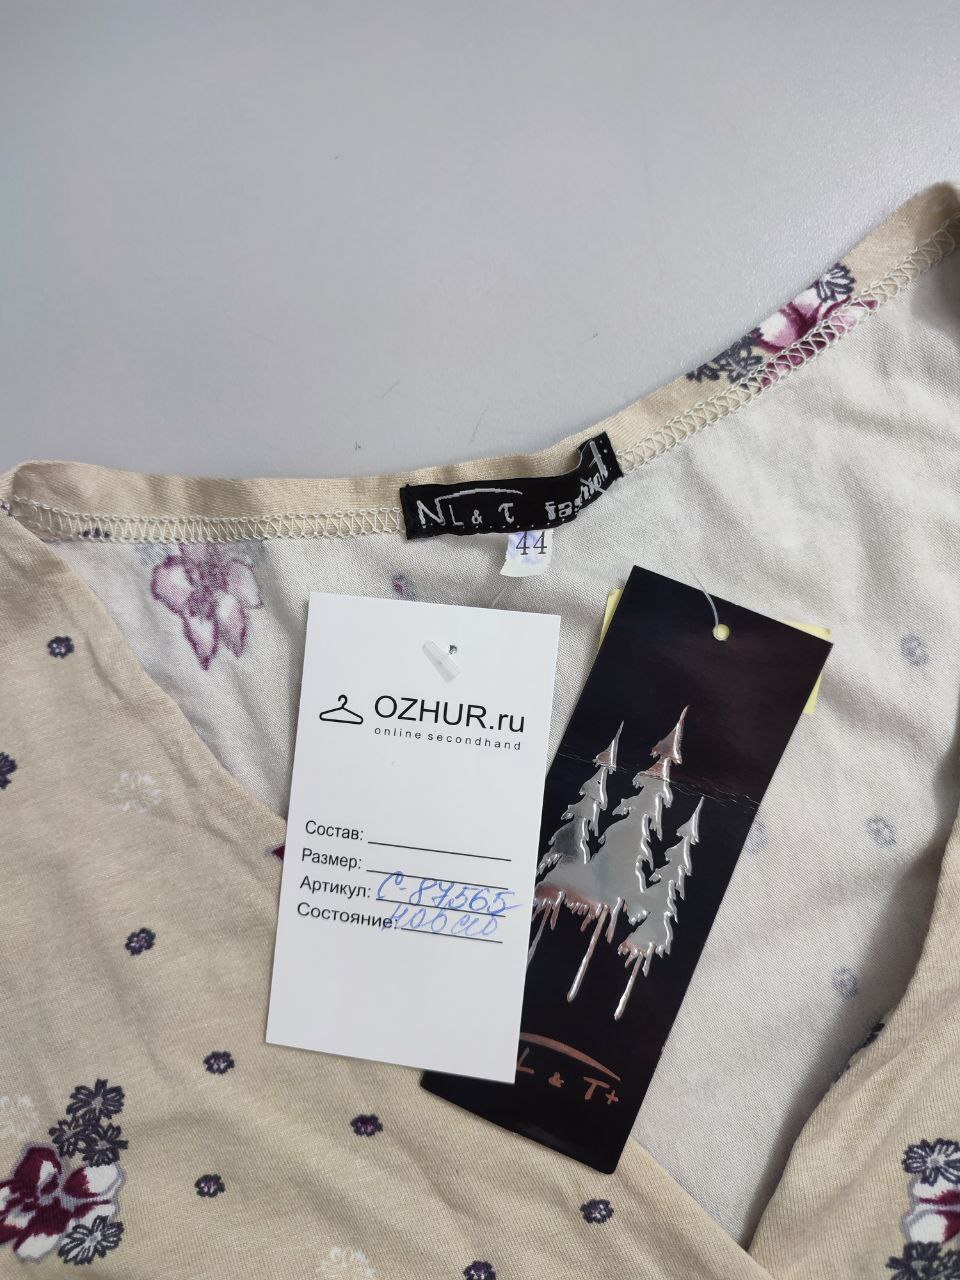 NL & T fashion
44
OZHUR.ru
online secondhand
Состав:
Размер:
Артикул: С-87565
Состояние: новое
L & T+